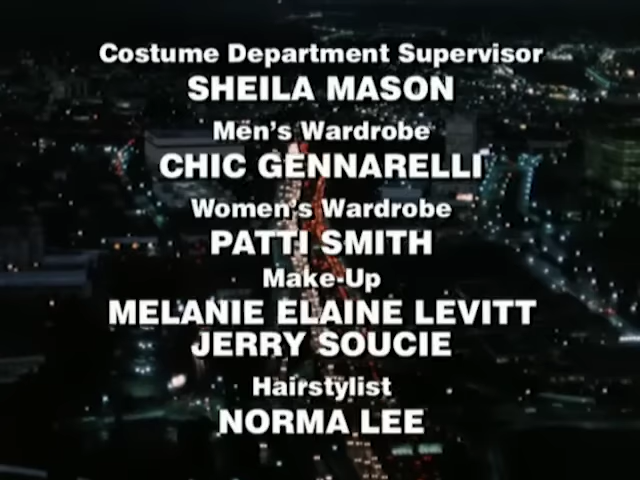 Costume Department Supervisor
SHEILA MASON
Men's Wardrobe
CHIC GENNARELLI
Women's Wardrobe
PATTI SMITH
Make-Up
MELANIE ELAINE LEVITT
JERRY SOUCIE
Hairstylist
NORMA LEE